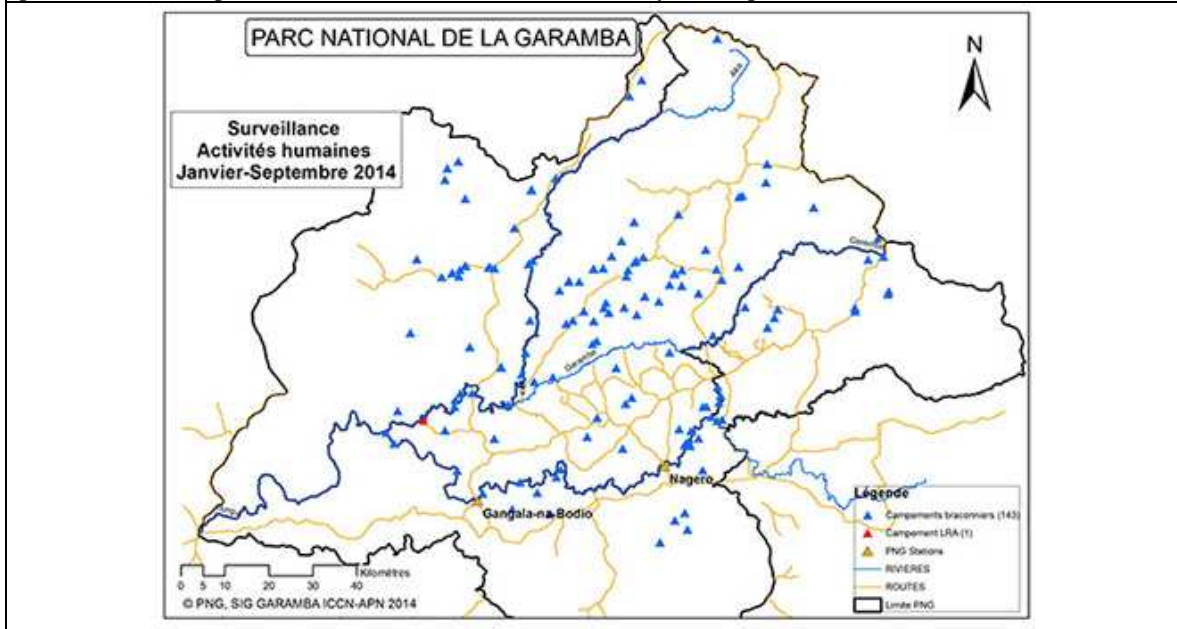 PARC NATIONAL DE LA GARAMBA
N
Surveillance
Activités humaines
Janvier-Septembre 2014
Aka
Garamba
Nagero
Gangala-na-Bodio
Légende
Campements braconniers (143)
Campement LRA (1)
PNG Stations
RIVIERES
ROUTES
Limite PNG
0 5 10 20 30 40
Kilomètres
© PNG, SIG GARAMBA ICCN-APN 2014